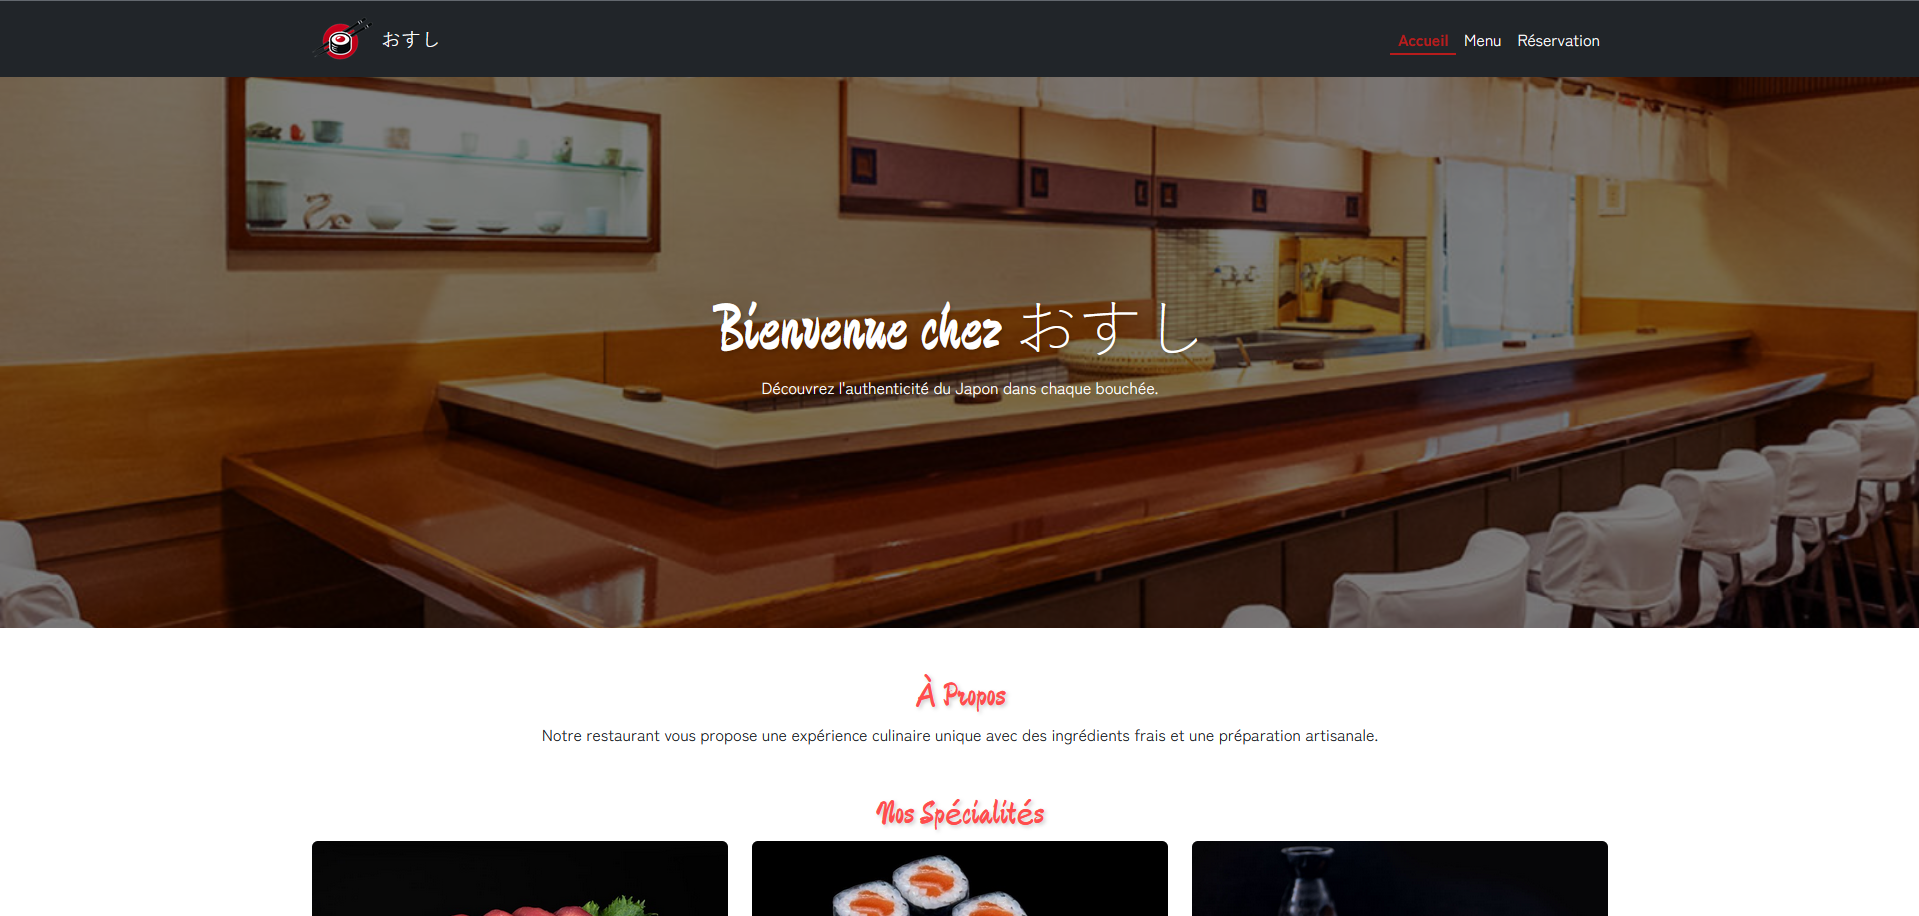 おすし
Accueil Menu Réservation
Bienvenue chez おすし
Découvrez l'authenticité du Japon dans chaque bouchée.
À Propos
Notre restaurant vous propose une expérience culinaire unique avec des ingrédients frais et une préparation artisanale.
Nos Spécialités